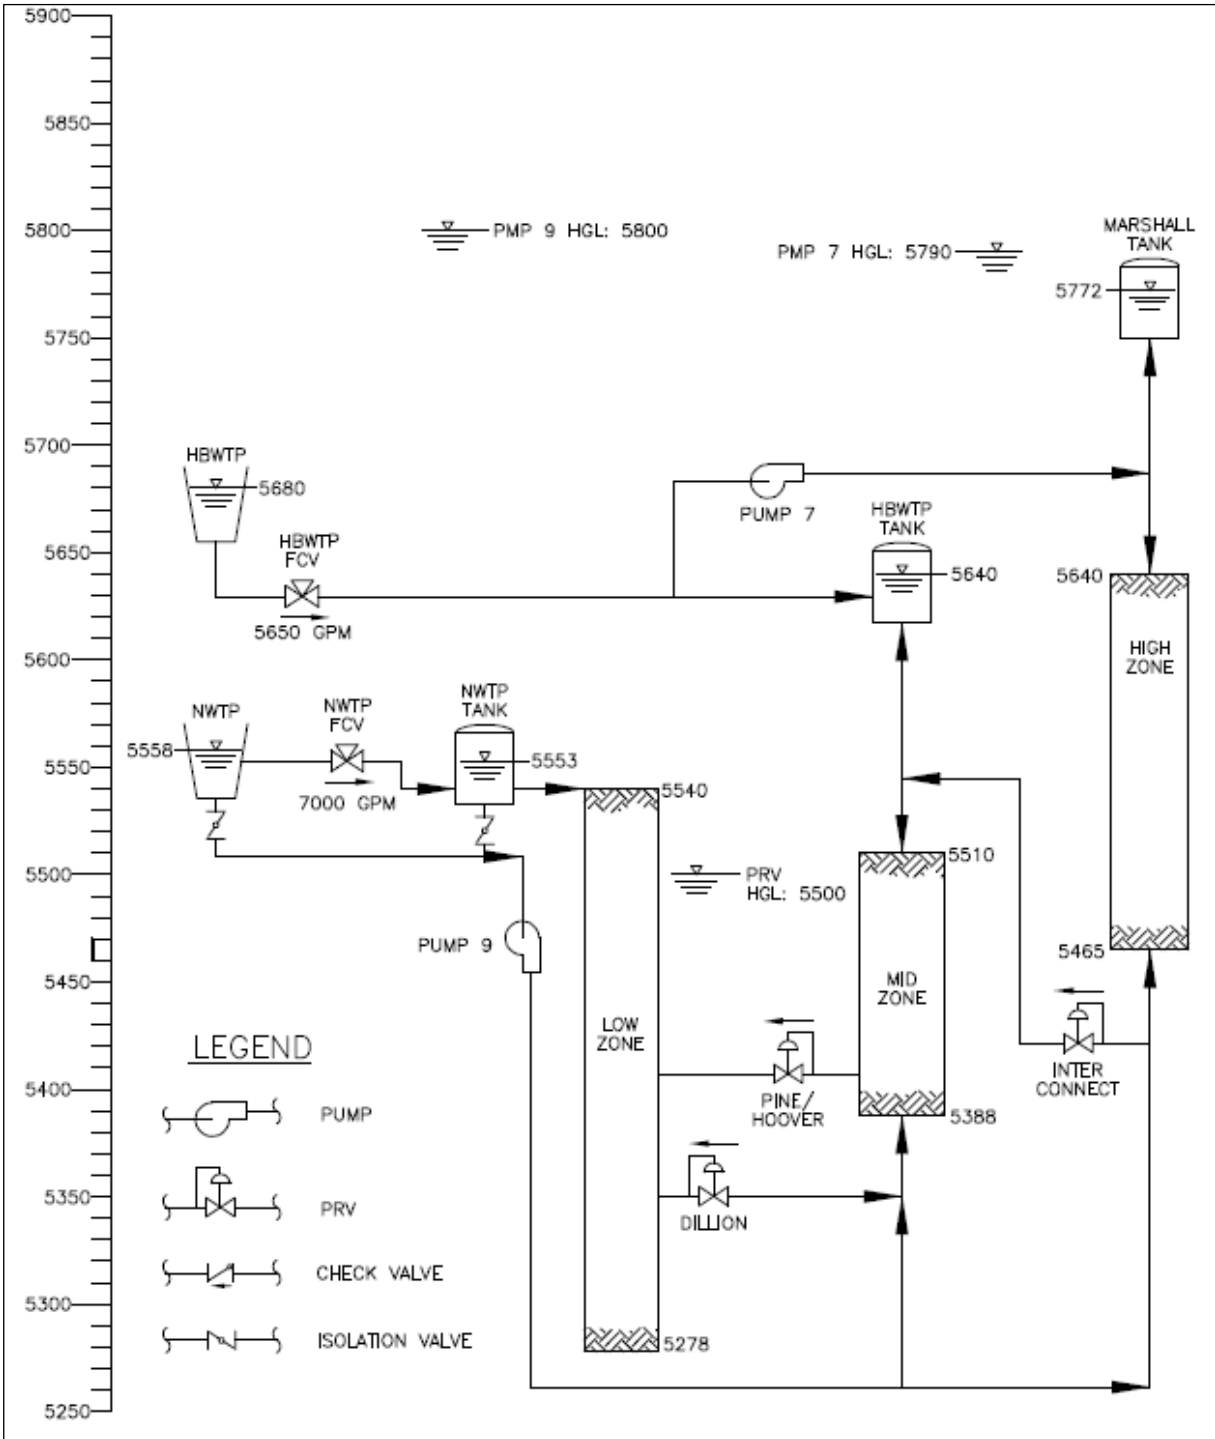 5900
5850
5800
PMP 9 HGL: 5800
MARSHALL
TANK
PMP 7 HGL: 5790
5772
5750
5700
HBWTP
5680
PUMP 7
HBWTP
TANK
5650
HBWTP
FCV
5640
5640
5650 GPM
5600
HIGH
ZONE
NWTP
NWTP
FCV
NWTP
TANK
5558
5553
5550
7000 GPM
5540
5510
5500
PRV
HGL: 5500
PUMP 9
5465
5450
MID
ZONE
LOW
ZONE
LEGEND
INTER
CONNECT
5400
PINE/
HOOVER
5388
PUMP
5350
PRV
DILLION
CHECK VALVE
5300
ISOLATION VALVE
5278
5250